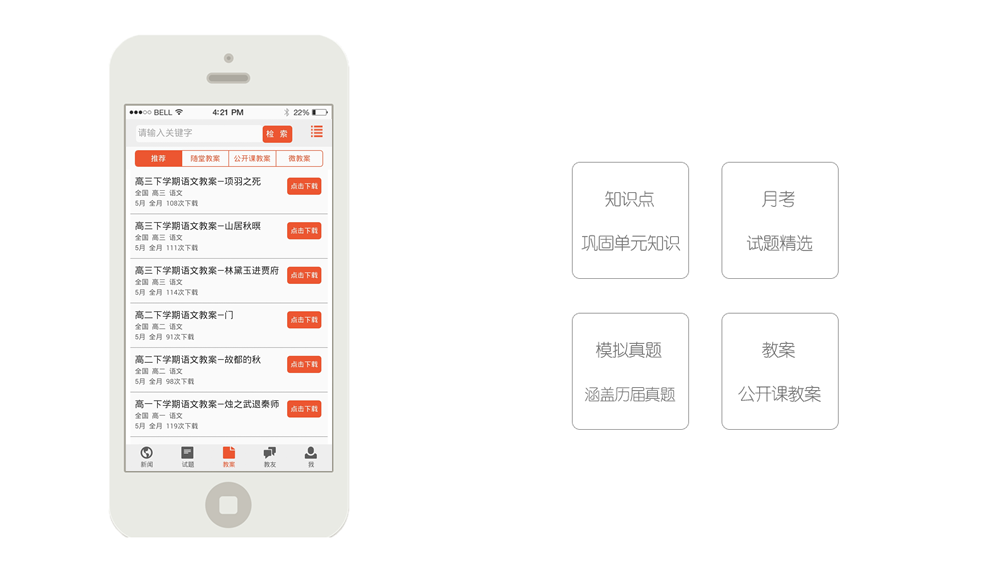 BELL
4:21 PM
22%
请输入关键字
检 索
推荐 随堂教案 公开课教案 微教案
高三下学期语文教案—项羽之死
全国 高三 语文
5月 全月 108次下载
点击下载
高三下学期语文教案—山居秋暝
全国 高三 语文
5月 全月 111次下载
点击下载
高三下学期语文教案—林黛玉进贾府
全国 高三 语文
5月 全月 114次下载
点击下载
高二下学期语文教案—门
全国 高二 语文
5月 全月 91次下载
点击下载
高二下学期语文教案—故都的秋
全国 高二 语文
5月 全月 98次下载
点击下载
高一下学期语文教案—烛之武退秦师
全国 高一 语文
5月 全月 119次下载
点击下载
新闻 试题 教案 教友 我
知识点
巩固单元知识
月考
试题精选
模拟真题
涵盖历届真题
教案
公开课教案